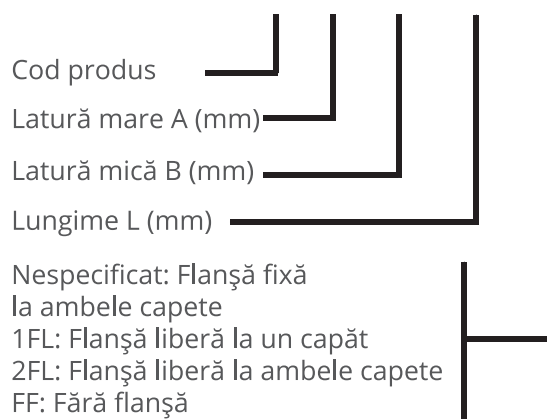 Cod produs
Latură mare A (mm)
Latură mică B (mm)
Lungime L (mm)
Nespecificat: Flanşă fixă
la ambele capete
1FL: Flanşă liberă la un capăt
2FL: Flanşă liberă la ambele capete
FF: Fără flanşă